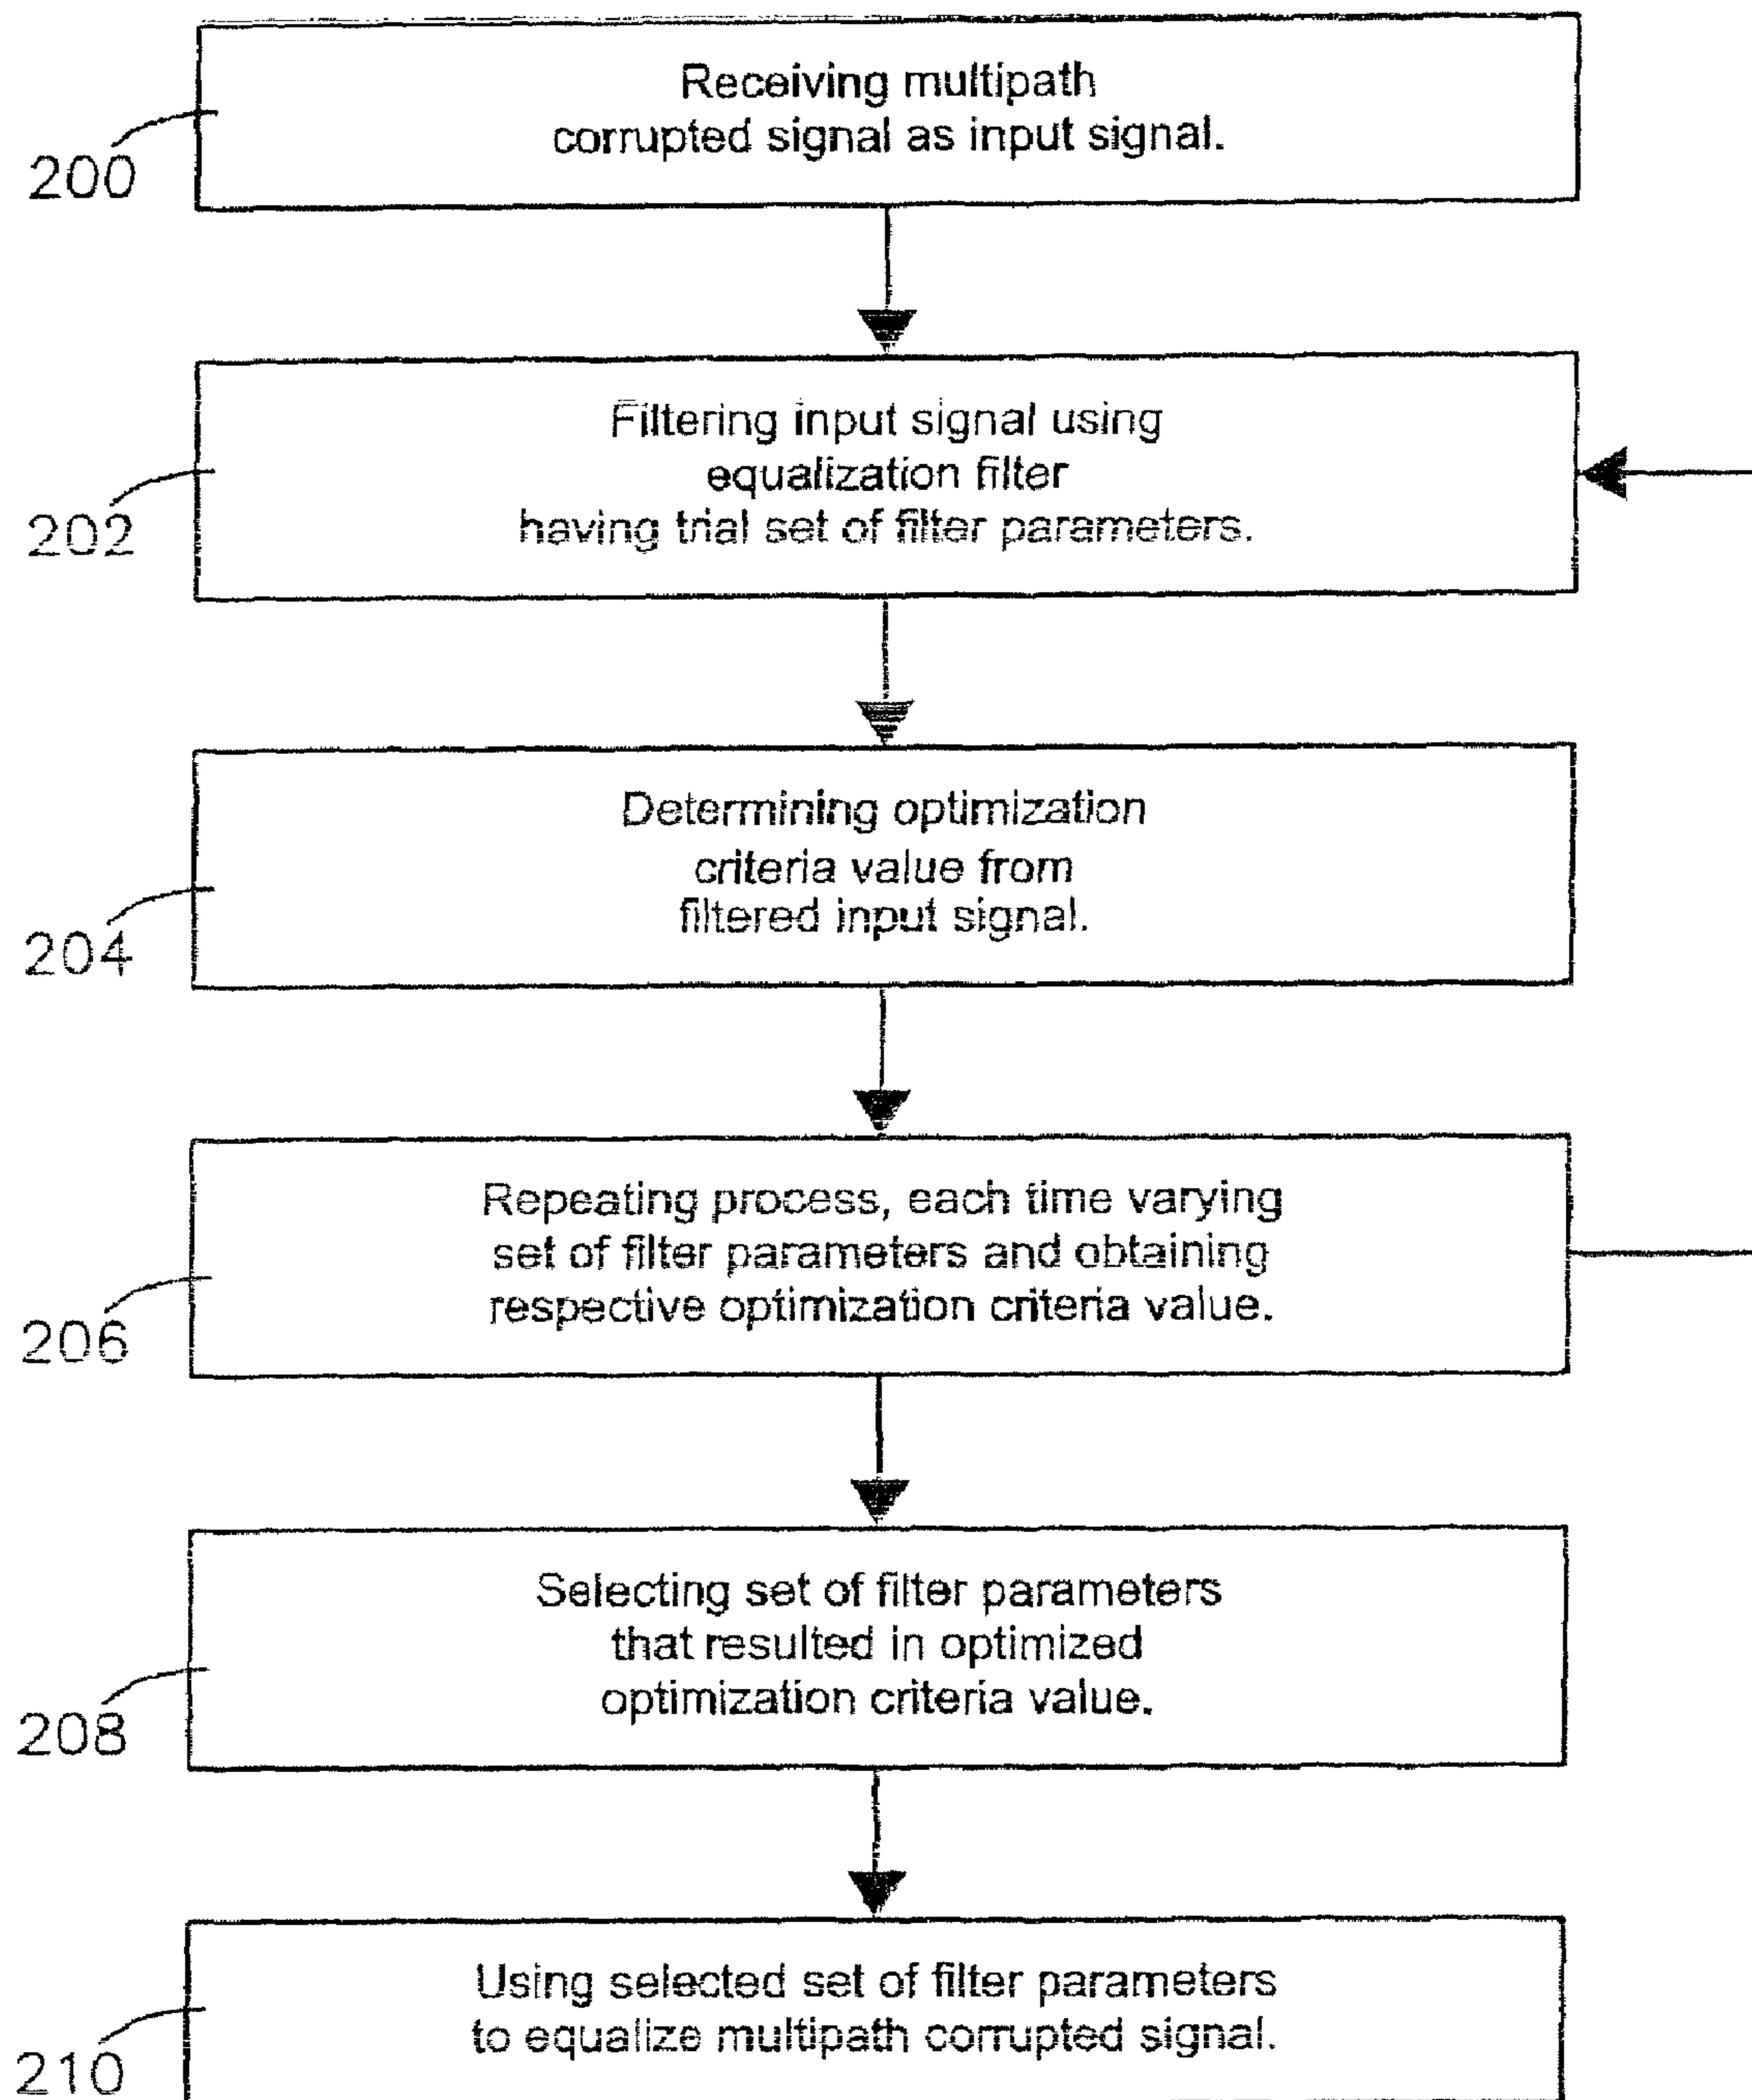 Receiving multipath
corrupted signal as input signal.
200
Filtering input signal using
equalization filter
having trial set of filter parameters.
202
Determining optimization
criteria value from
filtered input signal.
204
Repeating process, each time varying
set of filter parameters and obtaining
respective optimization criteria value.
206
Selecting set of filter parameters
that resulted in optimized
optimization criteria value.
208
Using selected set of filter parameters
to equalize multipath corrupted signal.
210